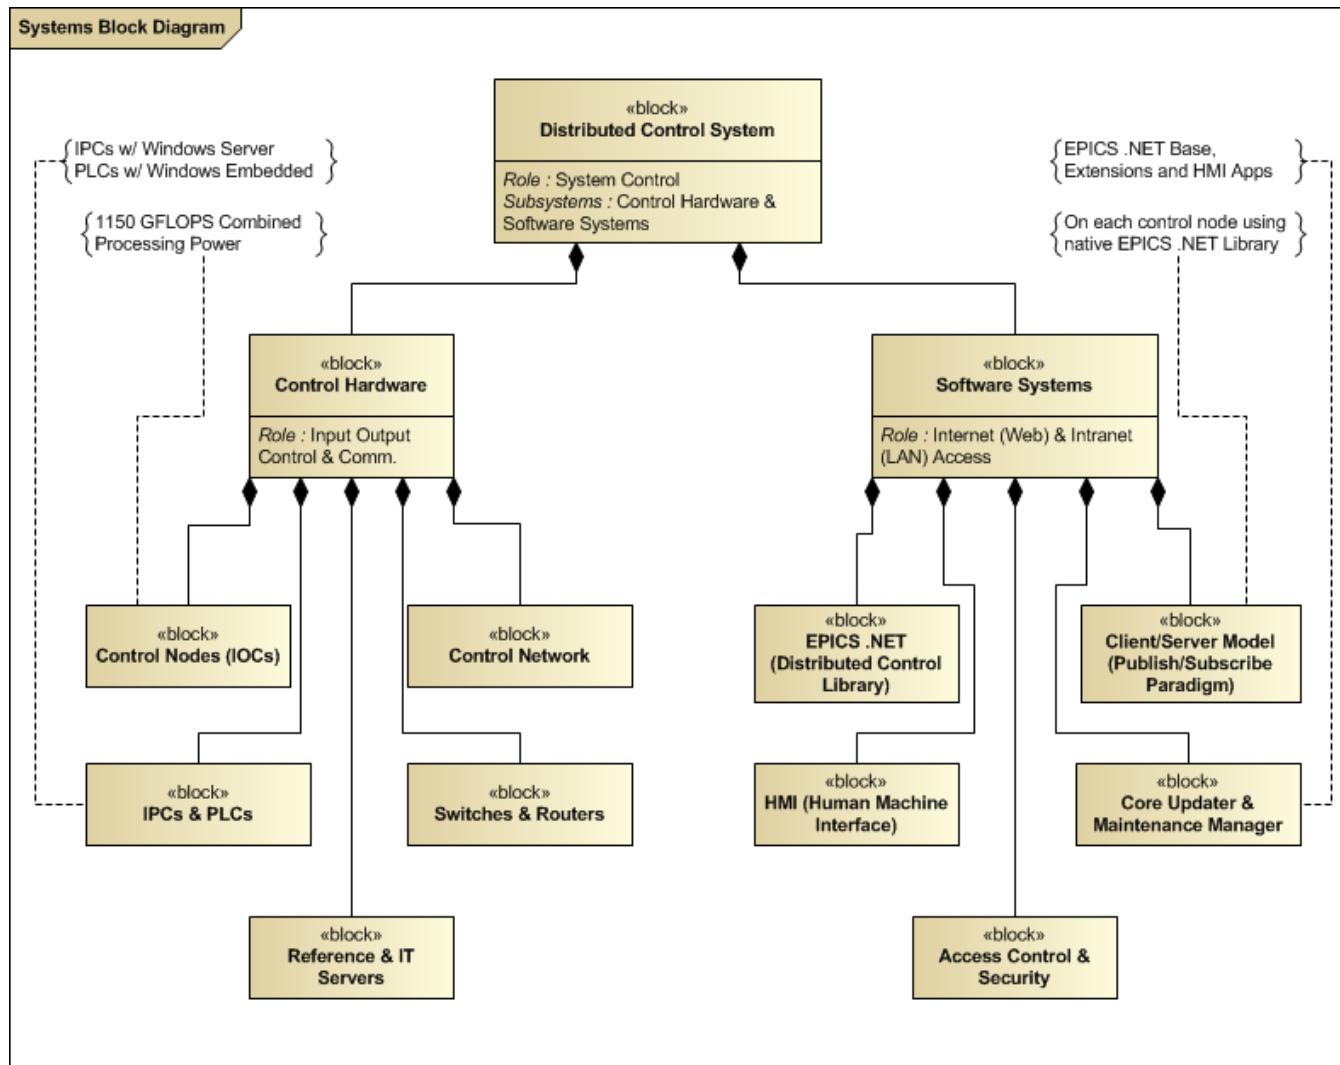 Systems Block Diagram
«block»
Distributed Control System
Role : System Control
Subsystems : Control Hardware &
Software Systems
IPCs w/ Windows Server
PLCs w/ Windows Embedded
1150 GFLOPS Combined
Processing Power
EPICS .NET Base,
Extensions and HMI Apps
On each control node using
native EPICS .NET Library
«block»
Control Hardware
Role : Input Output
Control & Comm.
«block»
Software Systems
Role : Internet (Web) & Intranet
(LAN) Access
«block»
Control Nodes (IOCs)
«block»
Control Network
«block»
EPICS .NET
(Distributed Control
Library)
«block»
Client/Server Model
(Publish/Subscribe
Paradigm)
«block»
IPCs & PLCs
«block»
Switches & Routers
«block»
HMI (Human Machine
Interface)
«block»
Core Updater &
Maintenance Manager
«block»
Reference & IT
Servers
«block»
Access Control &
Security